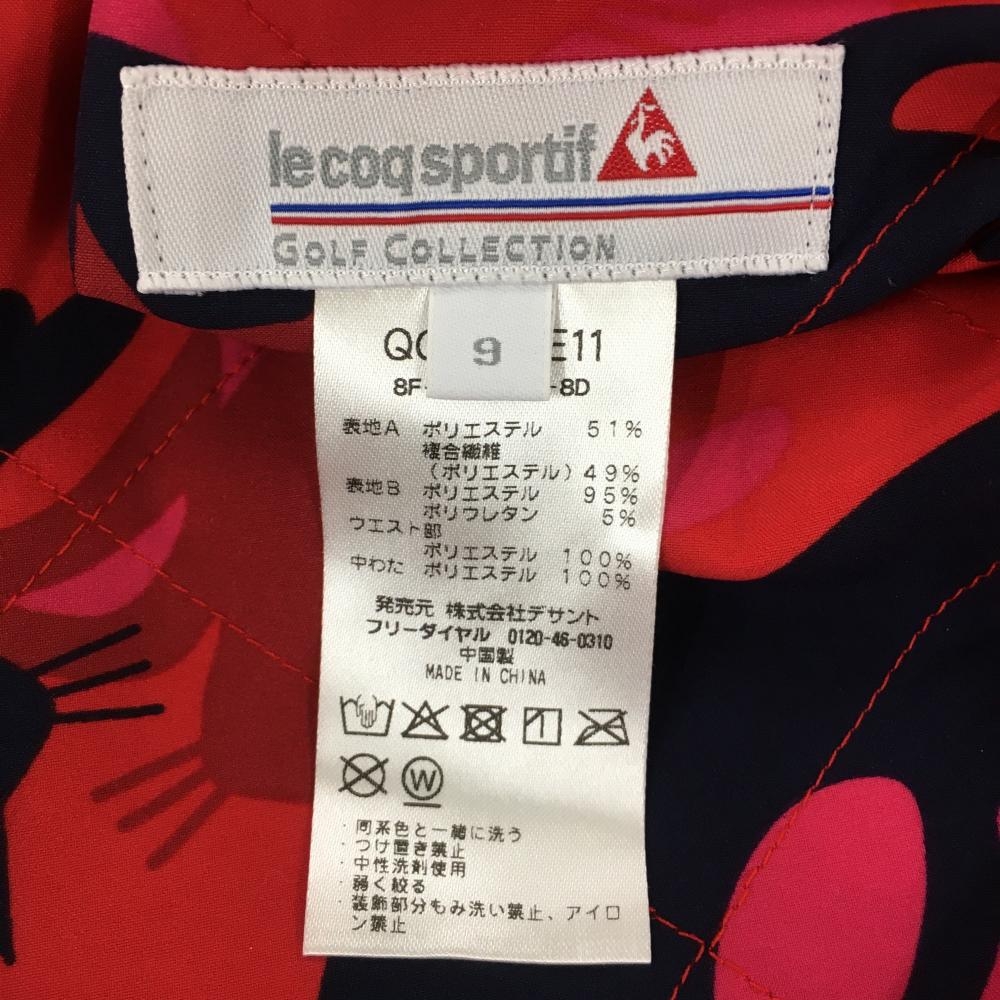 lecoqsportif
GOLF COLLECTION
9
E11
8F- -8D
表地A ポリエステル 51%
複合繊維
(ポリエステル) 49%
表地B ポリエステル 95%
ポリウレタン 5%
ウエスト部
ポリエステル 100%
中わた ポリエステル 100%
発売元 株式会社デサント
フリーダイヤル 0120-46-0310
中国製
MADE IN CHINA
W
・同系色と一緒に洗う
・つけ置き禁止
・中性洗剤使用
・弱く絞る
・装飾部分もみ洗い禁止、アイロ
ン禁止